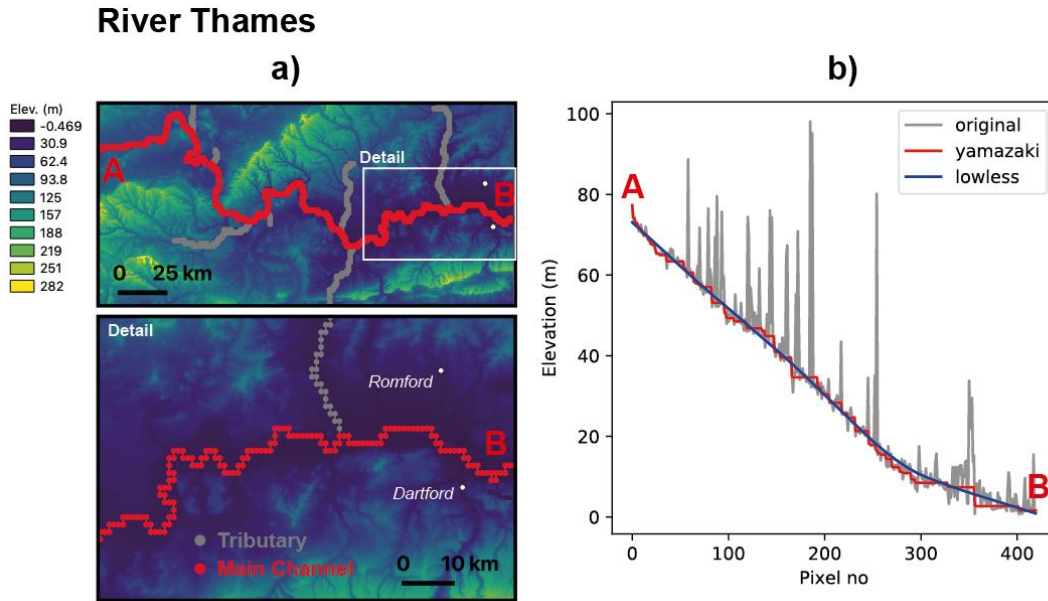 River Thames
a)
b)
Elev. (m)
-0.469
30.9
62.4
93.8
125
157
188
219
251
282
A
Detail
B
0 25 km
Detail
Romford
B
Dartford
Tributary
Main Channel
0 10 km
original
yamazaki
lowless
A
B
Elevation (m)
100
80
60
40
20
0
0 100 200 300 400
Pixel no